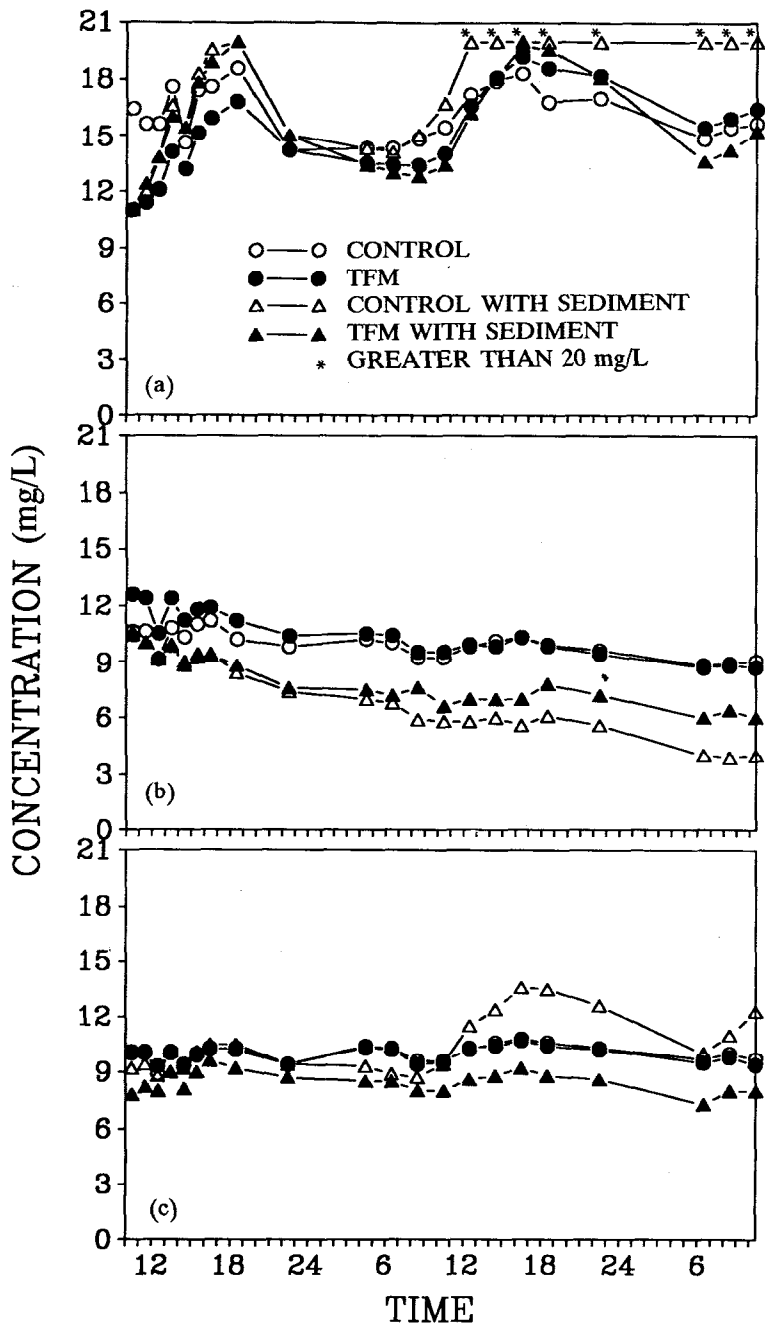 21
18
15
12
9
6
3
0
* * * * * * * *
CONTROL
TFM
CONTROL WITH SEDIMENT
TFM WITH SEDIMENT
* GREATER THAN 20 mg/L
(a)
CONCENTRATION (mg/L)
21
18
15
12
9
6
3
0
(b)
21
18
15
12
9
6
3
0
(c)
12 18 24 6 12 18 24 6
TIME